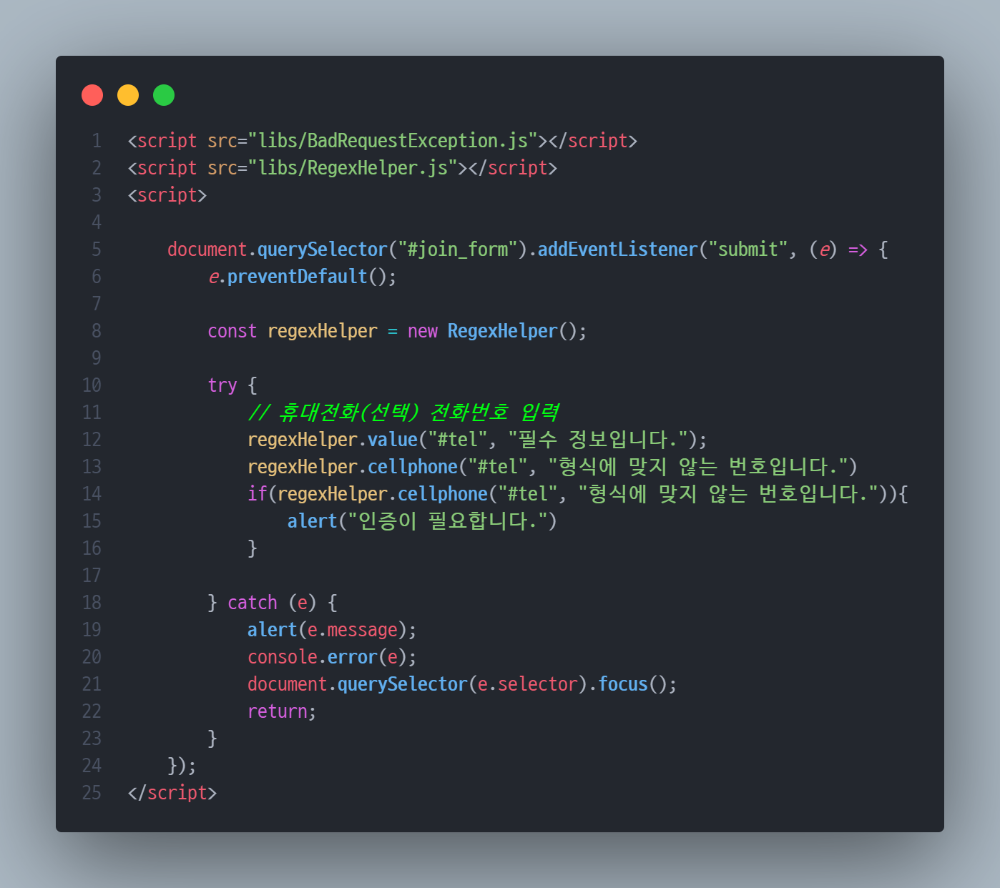 1 <script src="libs/BadRequestException.js"></script>
2 <script src="libs/RegexHelper.js"></script>
3 <script>
4
5     document.querySelector("#join_form").addEventListener("submit", (e) => {
6         e.preventDefault();
7
8         const regexHelper = new RegexHelper();
9
10         try {
11             // 휴대전화(선택) 전화번호 입력
12             regexHelper.value("#tel", "필수 정보입니다.");
13             regexHelper.cellphone("#tel", "형식에 맞지 않는 번호입니다.")
14             if(regexHelper.cellphone("#tel", "형식에 맞지 않는 번호입니다.")){
15                 alert("인증이 필요합니다.")
16             }
17
18         } catch (e) {
19             alert(e.message);
20             console.error(e);
21             document.querySelector(e.selector).focus();
22             return;
23         }
24     });
25 </script>